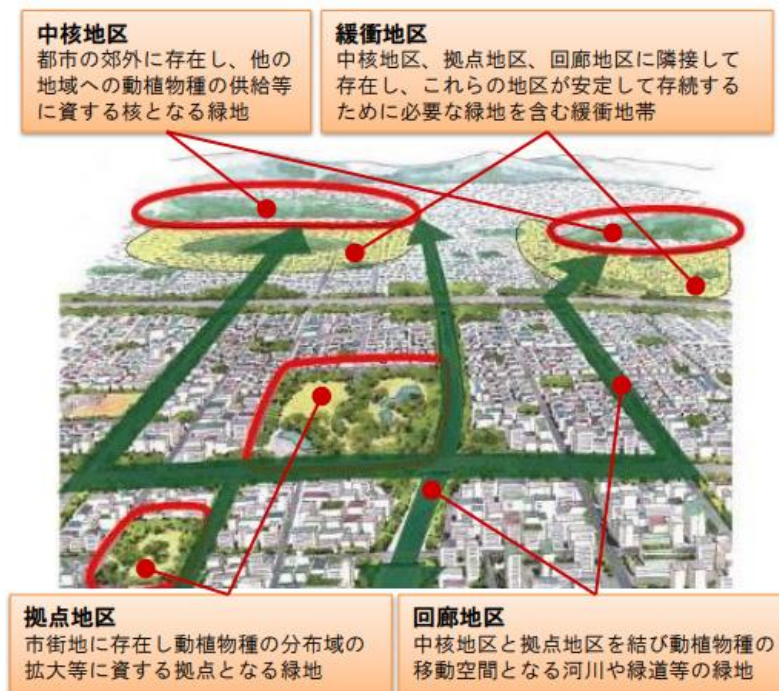 中核地区
都市の郊外に存在し、他の
地域への動植物種の供給等
に資する核となる緑地
緩衝地区
中核地区、拠点地区、回廊地区に隣接して
存在し、これらの地区が安定して存続する
ために必要な緑地を含む緩衝地帯
拠点地区
市街地に存在し動植物種の分布域の
拡大等に資する拠点となる緑地
回廊地区
中核地区と拠点地区を結び動植物種の
移動空間となる河川や緑道等の緑地